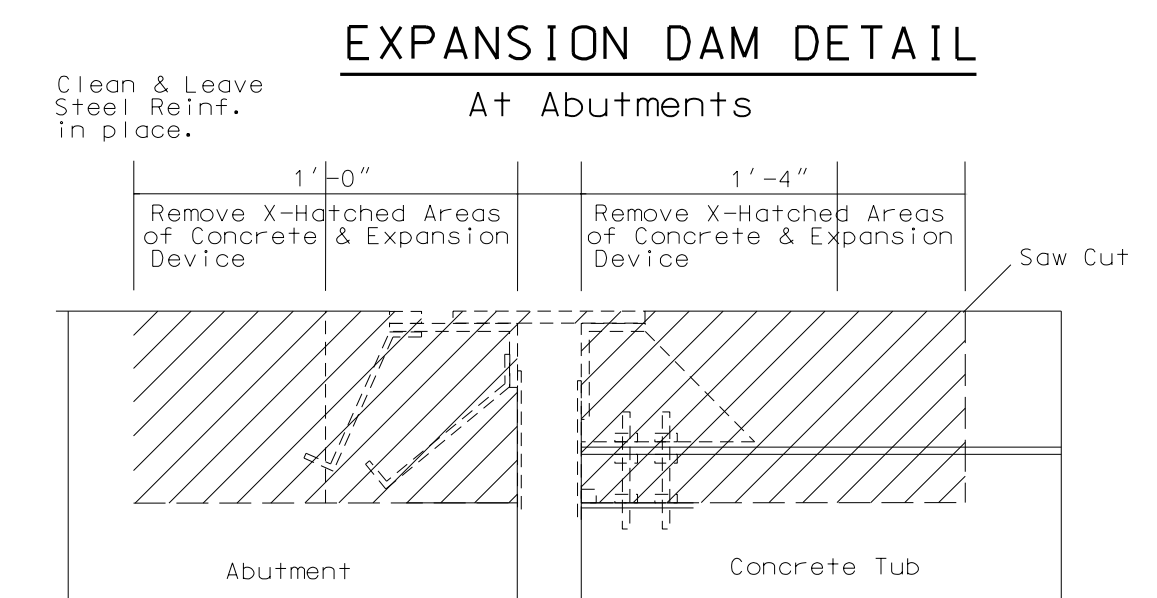 EXPANSION DAM DETAIL
At Abutments
Clean & Leave
Steel Reinf.
in place.
1'-0"
1'-4"
Remove X-Hatched Areas
of Concrete & Expansion
Device
Remove X-Hatched Areas
of Concrete & Expansion
Device
Saw Cut
Abutment
Concrete Tub